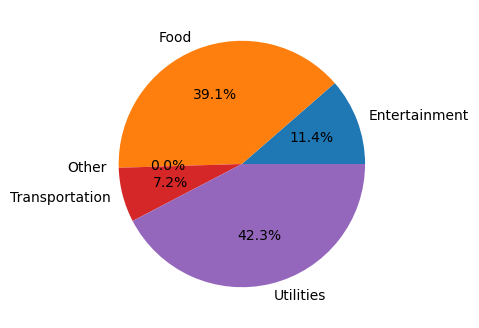 Food
39.1%
Entertainment
11.4%
Other
0.0%
7.2%
Transportation
42.3%
Utilities